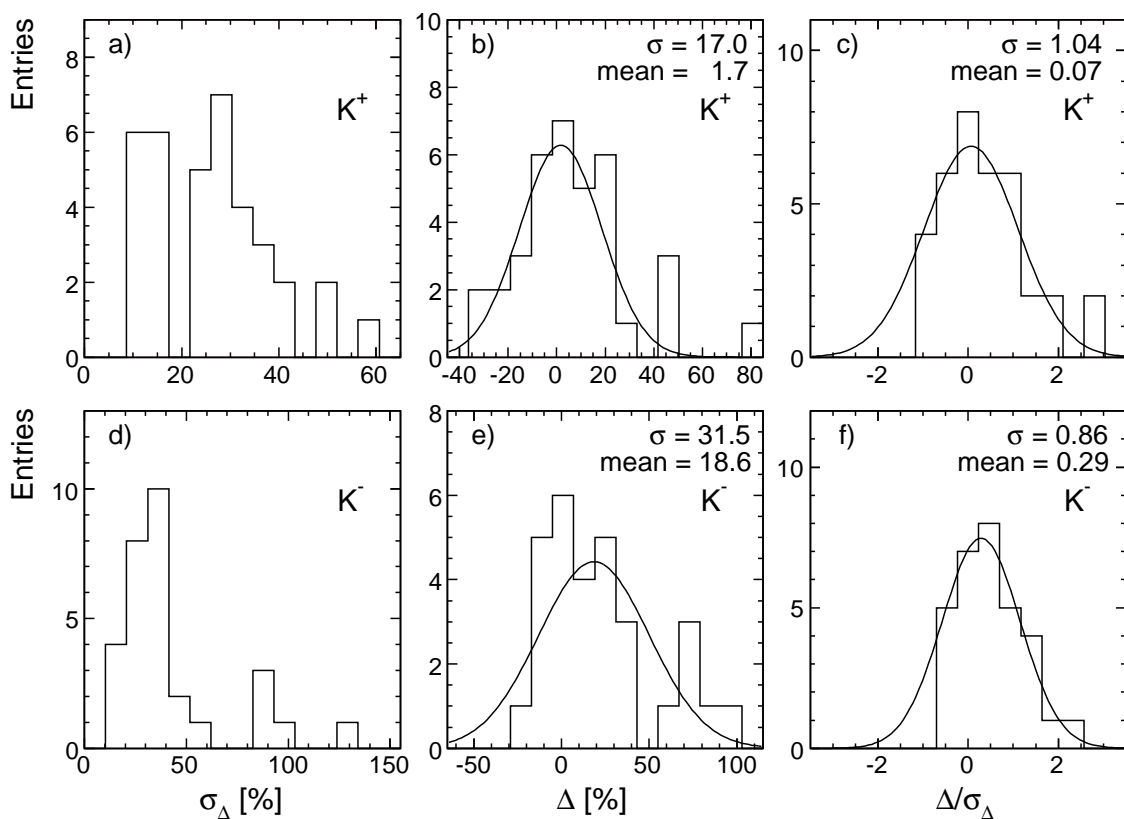 Entries
a)
K+
0 2 4 6 8
0 20 40 60
b)
σ = 17.0
mean = 1.7
K+
0 2 4 6 8 10
-40 -20 0 20 40 60 80
c)
σ = 1.04
mean = 0.07
K+
0 5 10
-2 0 2
Entries
d)
K-
0 5 10
0 50 100 150
σΔ [%]
e)
σ = 31.5
mean = 18.6
K-
0 2 4 6 8
-50 0 50 100
Δ [%]
f)
σ = 0.86
mean = 0.29
K-
0 5 10
-2 0 2
Δ/σΔ